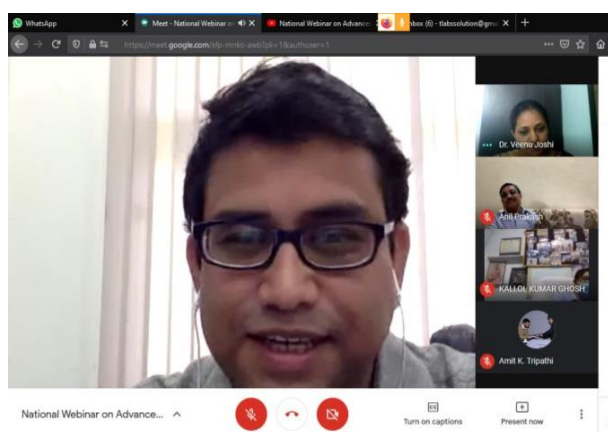 WhatsApp
Meet - National Webinar on
National Webinar on Advance
nbox (6) - tlabssolution@gm
https://meet.google.com/sfp-mnkc-awb?pli=1&authuser=1
Dr. Veenu Joshi
Anil Prakash
KALLOL KUMAR GHOSH
Amit K. Tripathi
National Webinar on Advance...
Turn on captions
Present now